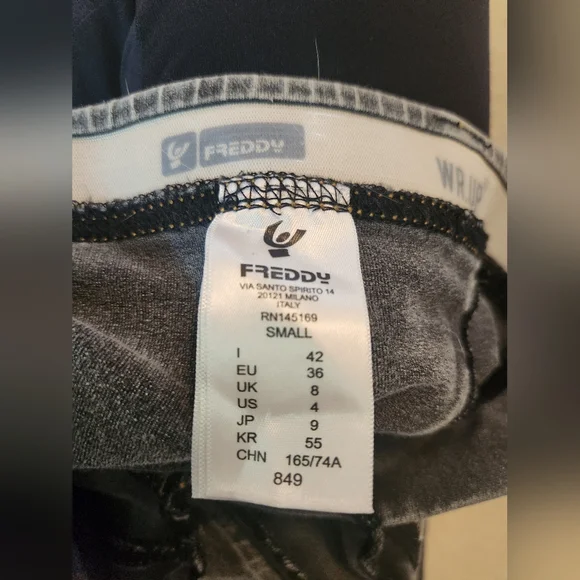 FREDDY
WR.UP
FREDDY
VIA SANTO SPIRITO 14
20121 MILANO
ITALY
RN145169
SMALL
I 42
EU 36
UK 8
US 4
JP 9
KR 55
CHN 165/74A
849